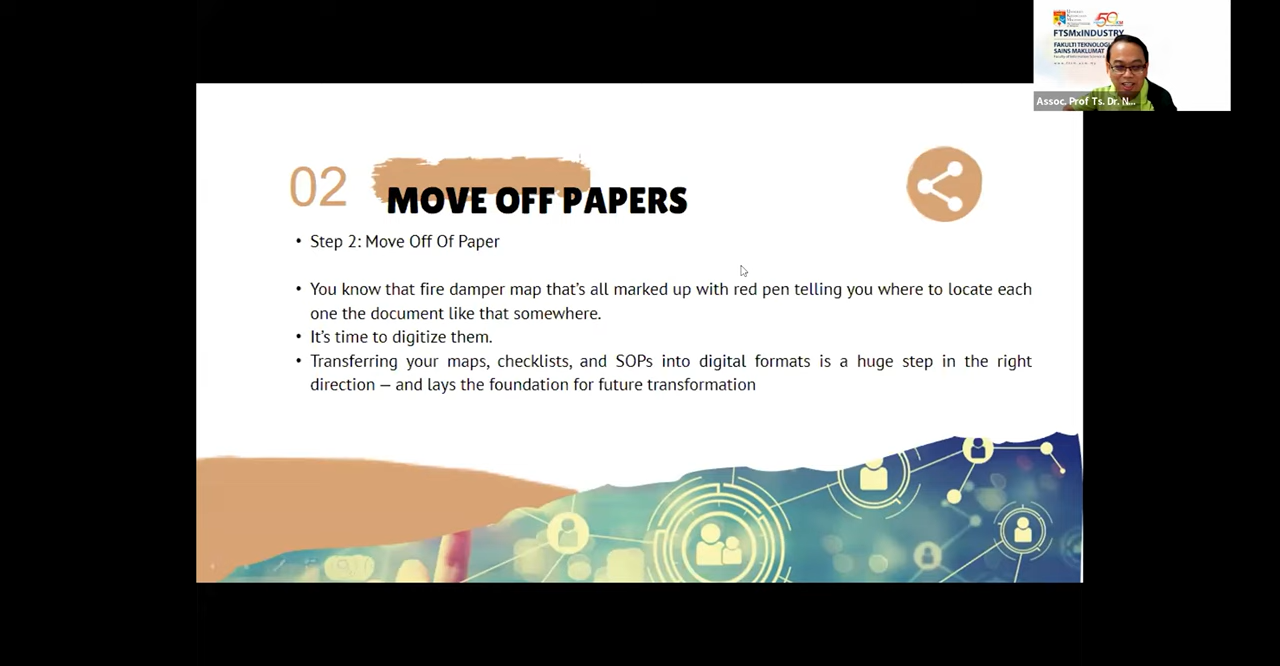 50
FTSMxINDUSTRY
FAKULTI TEKNOLOGI
SAINS MAKLUMAT
Assoc. Prof Ts. Dr. N...
02
MOVE OFF PAPERS
• Step 2: Move Off Of Paper
• You know that fire damper map that's all marked up with red pen telling you where to locate each
one the document like that somewhere.
• It's time to digitize them.
• Transferring your maps, checklists, and SOPs into digital formats is a huge step in the right
direction — and lays the foundation for future transformation